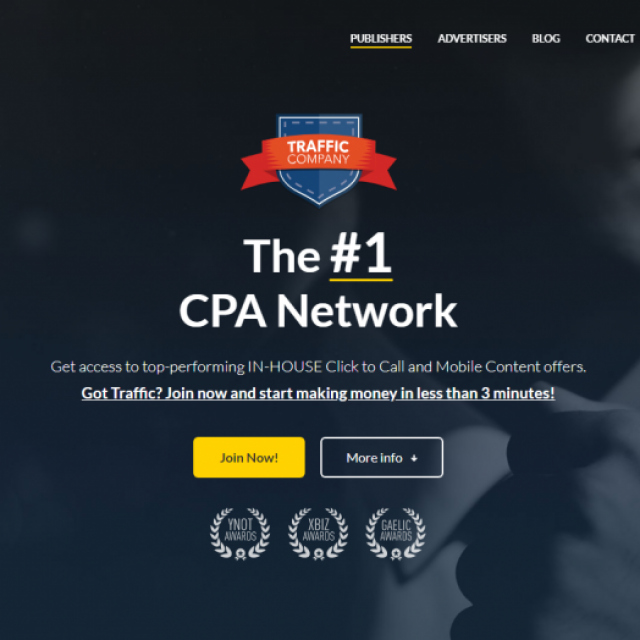 PUBLISHERS ADVERTISERS BLOG CONTACT
TRAFFIC
COMPANY
The #1
CPA Network
Get access to top-performing IN-HOUSE Click to Call and Mobile Content offers.
Got Traffic? Join now and start making money in less than 3 minutes!
Join Now! More info
YNOT XBIZ GAELIC
AWARDS AWARDS AWARDS